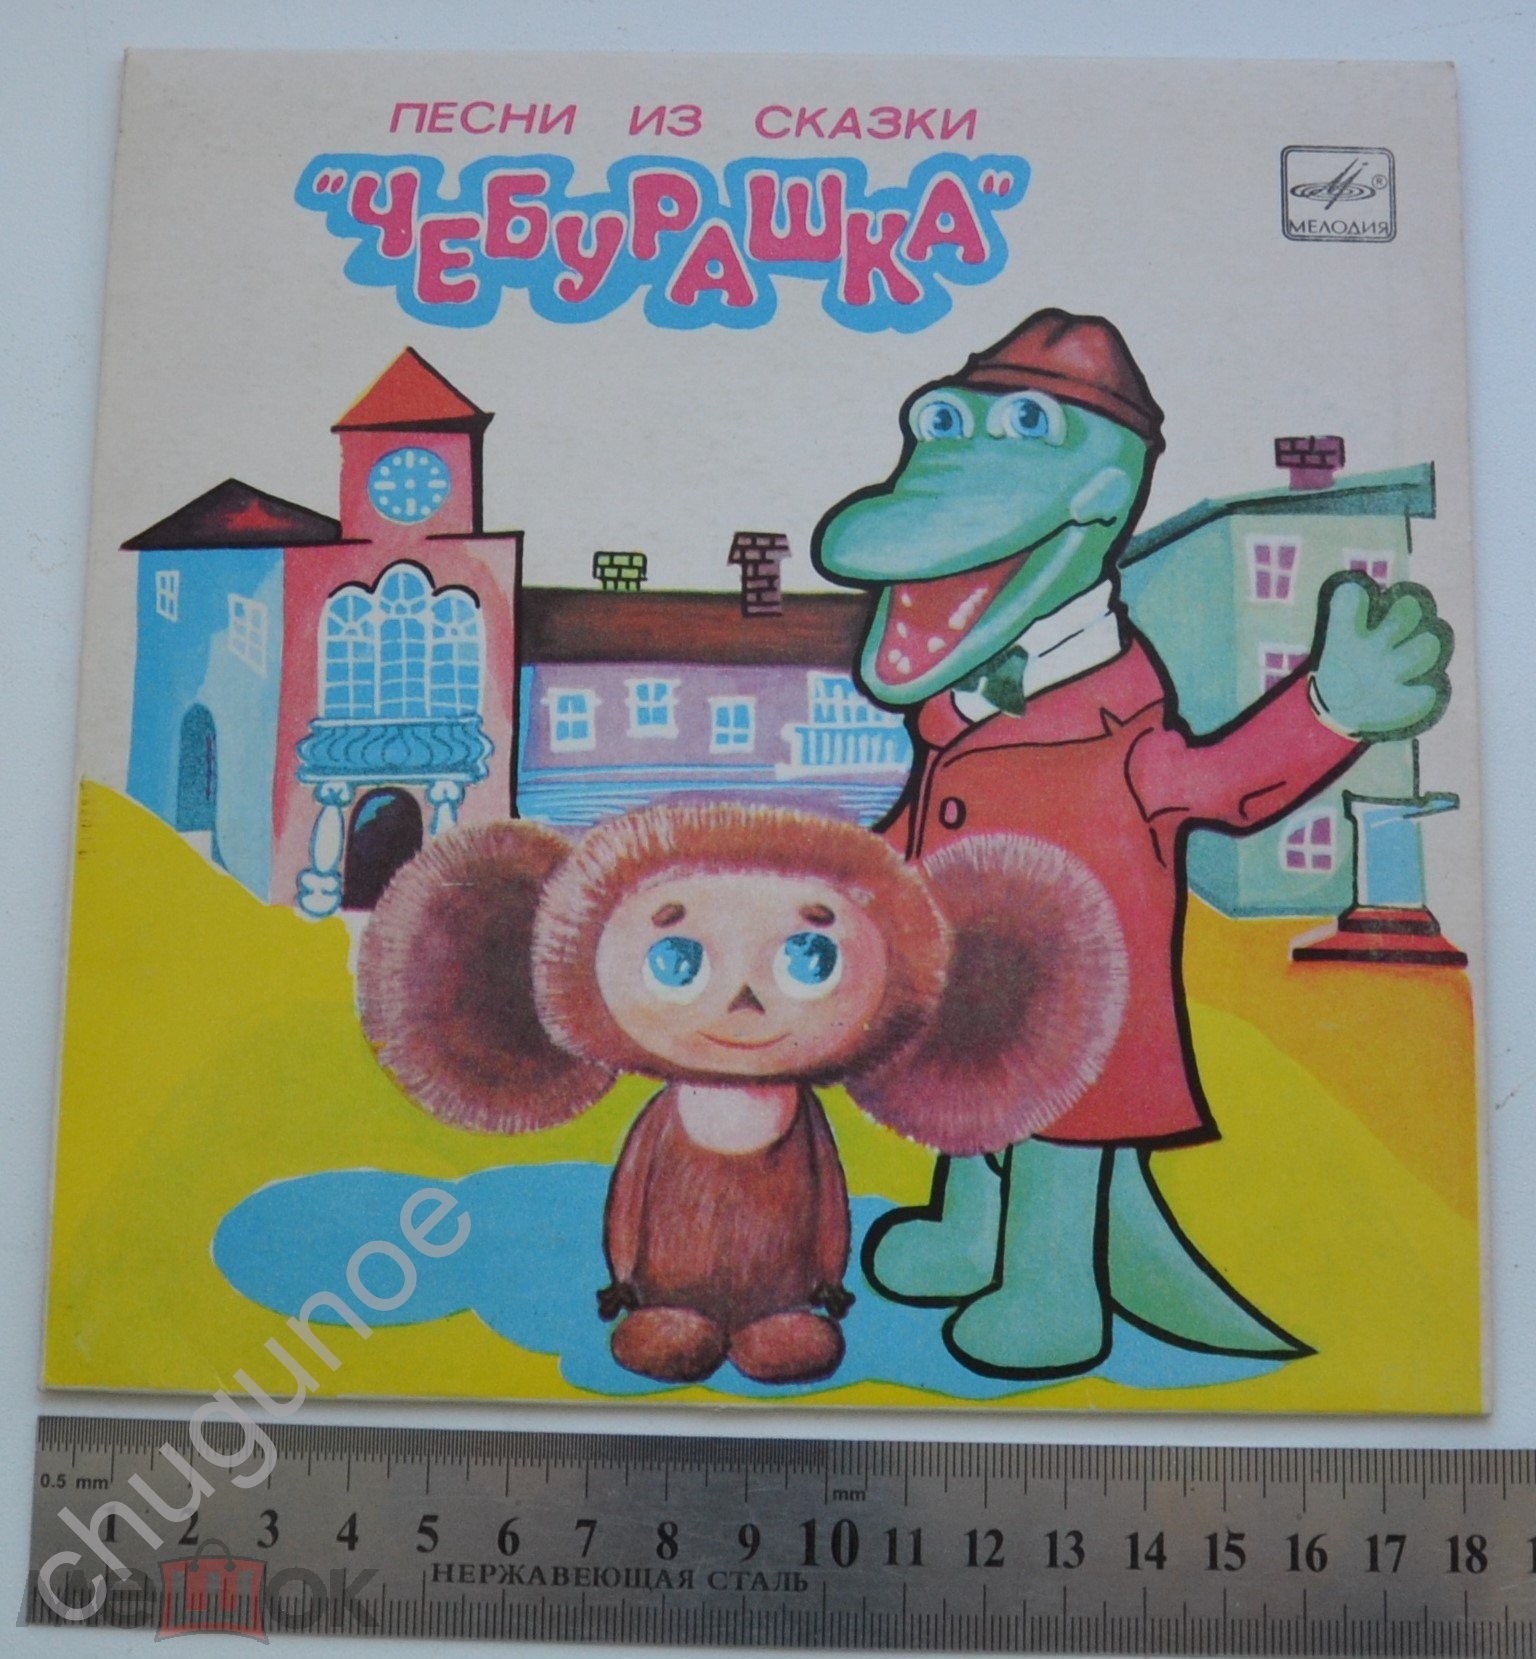 ПЕСНИ ИЗ СКАЗКИ
"ЧЕБУРАШКА"
МЕЛОДИЯ
®
0.5 mm
mm
1 2 3 4 5 6 7 8 9 10 11 12 13 14 15 16 17 18
НЕРЖАВЕЮЩАЯ СТАЛЬ
chugunoe
мешок